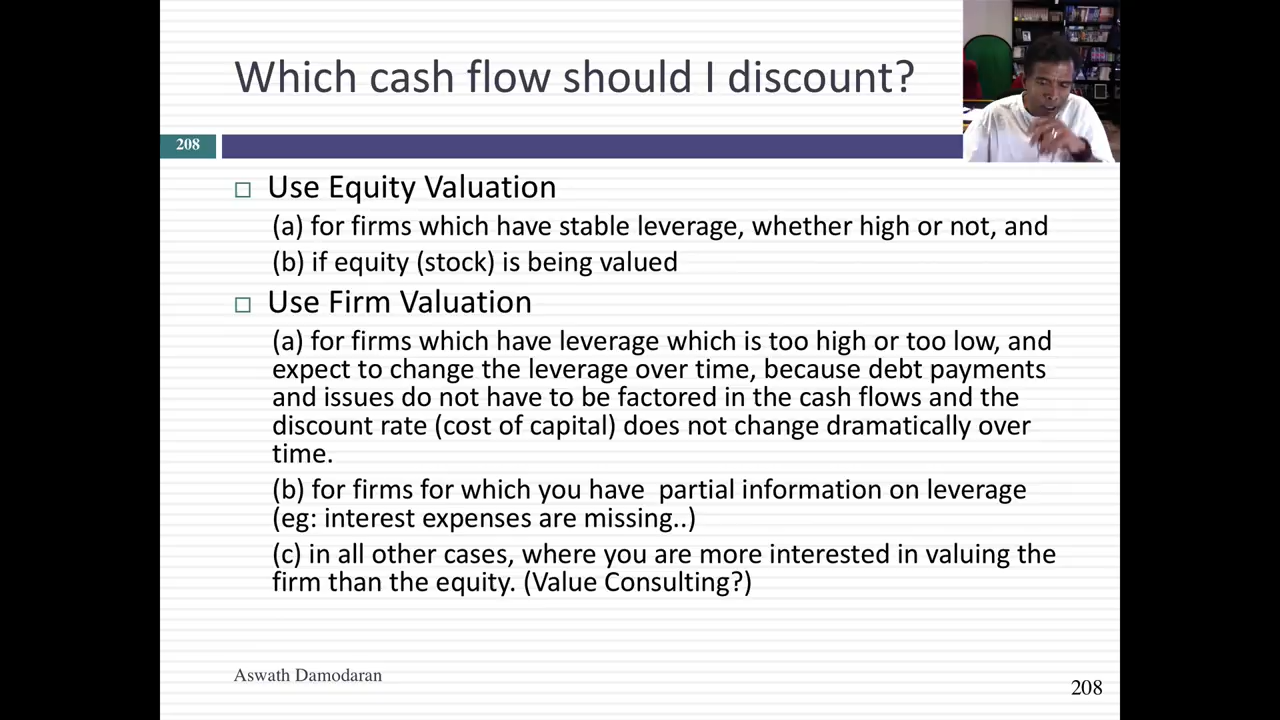 Which cash flow should I discount?
208
Use Equity Valuation
(a) for firms which have stable leverage, whether high or not, and
(b) if equity (stock) is being valued
Use Firm Valuation
(a) for firms which have leverage which is too high or too low, and
expect to change the leverage over time, because debt payments
and issues do not have to be factored in the cash flows and the
discount rate (cost of capital) does not change dramatically over
time.
(b) for firms for which you have  partial information on leverage
(eg: interest expenses are missing..)
(c) in all other cases, where you are more interested in valuing the
firm than the equity. (Value Consulting?)
Aswath Damodaran
208